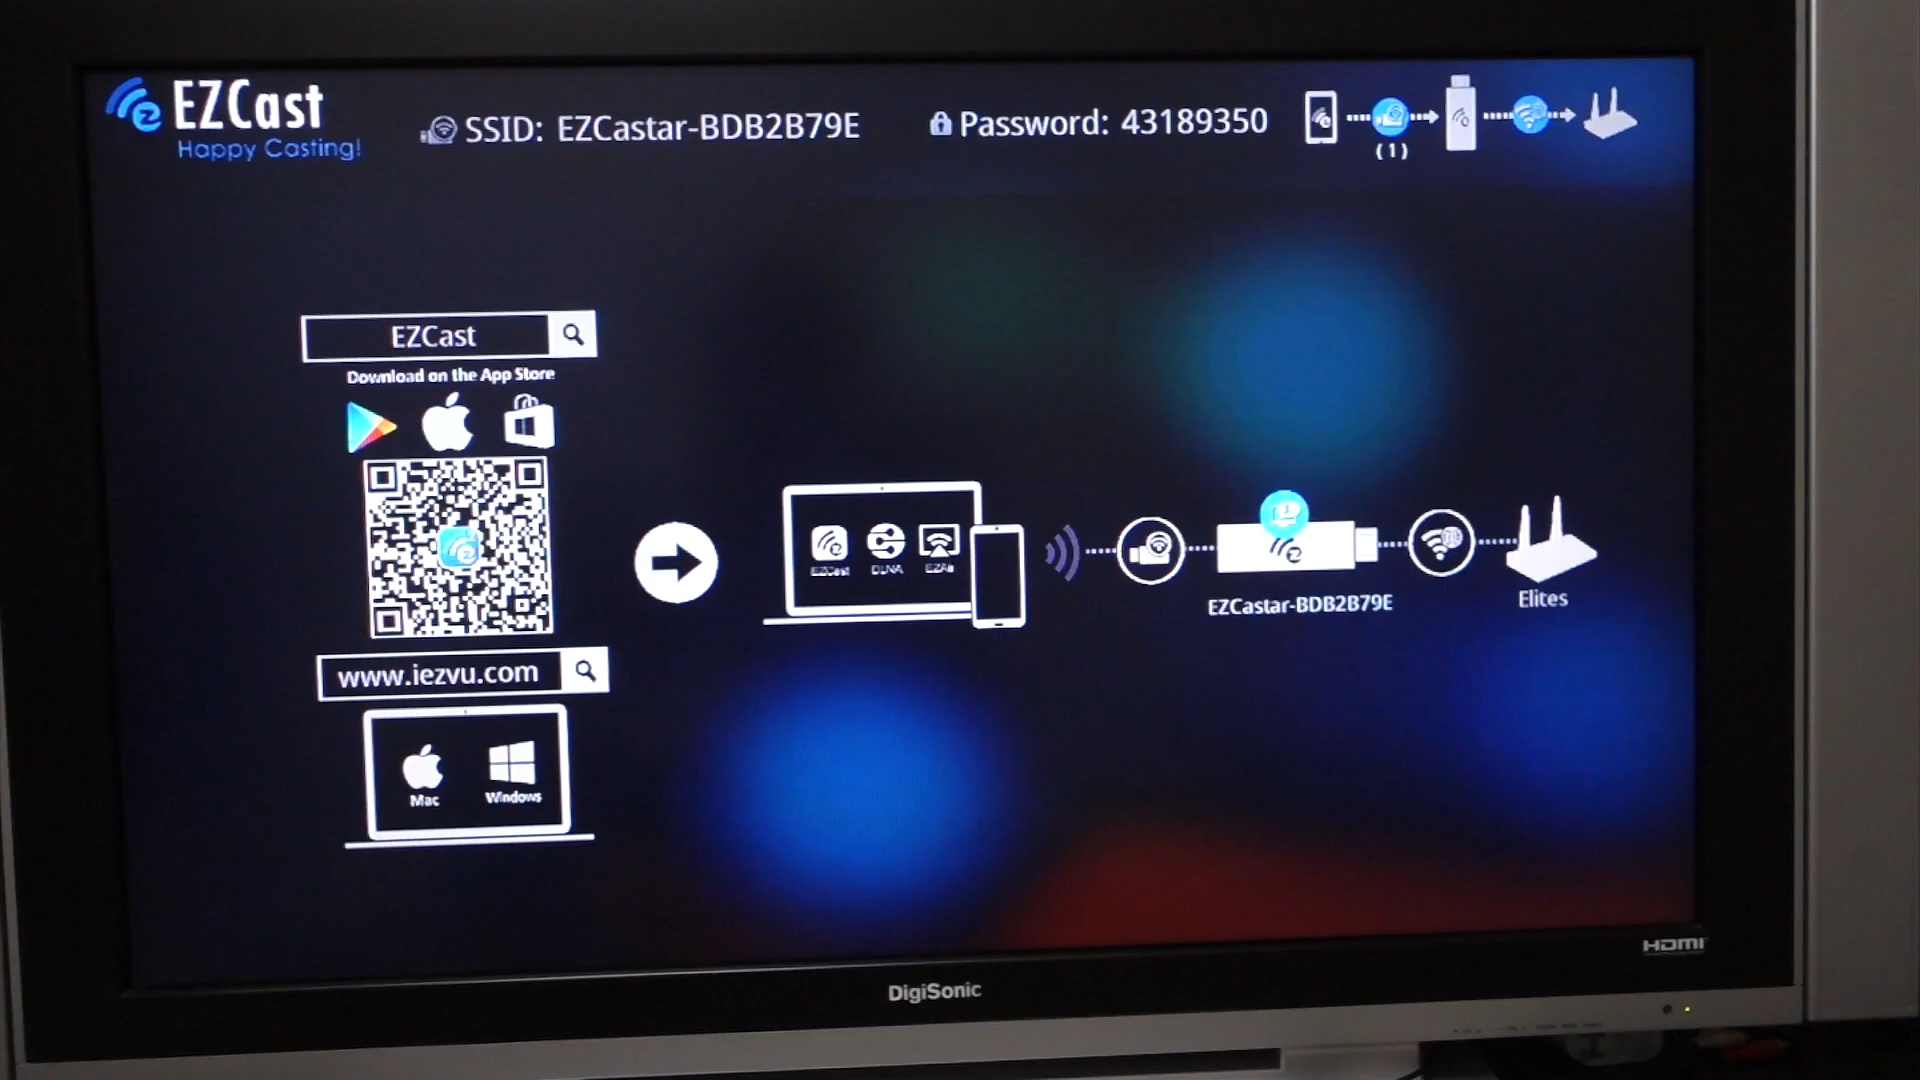 EZCast
Happy Casting!
SSID: EZCastar-BDB2B79E
Password: 43189350
(1)
EZCast
Download on the App Store
www.iezvu.com
Mac
Windows
EZCast
DLNA
EZAir
EZCastar-BDB2B79E
Elites
HDMI
DigiSonic